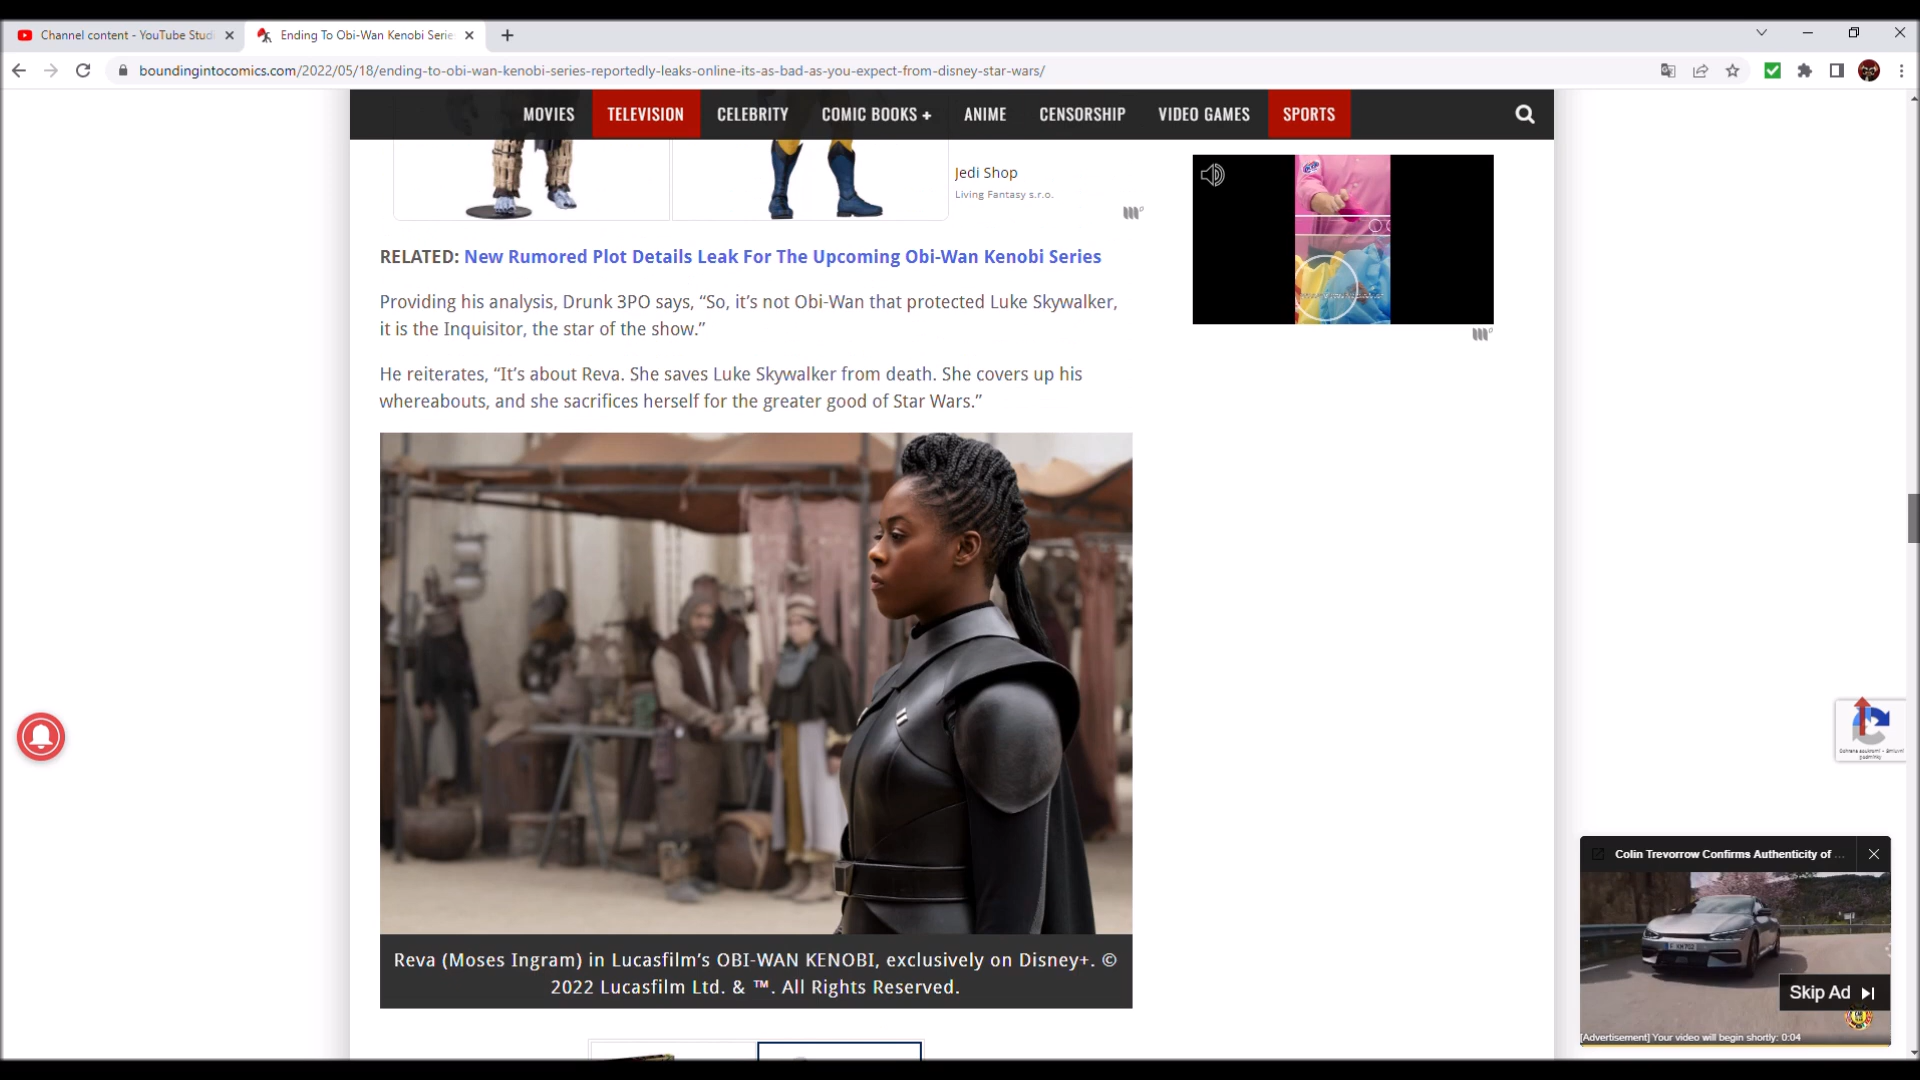 Channel content - YouTube Stud
Ending To Obi-Wan Kenobi Serie
boundingintocomics.com/2022/05/18/ending-to-obi-wan-kenobi-series-reportedly-leaks-online-its-as-bad-as-you-expect-from-disney-star-wars/
MOVIES TELEVISION CELEBRITY COMIC BOOKS + ANIME CENSORSHIP VIDEO GAMES SPORTS
Jedi Shop
Living Fantasy s.r.o.
RELATED: New Rumored Plot Details Leak For The Upcoming Obi-Wan Kenobi Series
Providing his analysis, Drunk 3PO says, “So, it’s not Obi-Wan that protected Luke Skywalker,
it is the Inquisitor, the star of the show.”
He reiterates, “It’s about Reva. She saves Luke Skywalker from death. She covers up his
whereabouts, and she sacrifices herself for the greater good of Star Wars.”
Reva (Moses Ingram) in Lucasfilm’s OBI-WAN KENOBI, exclusively on Disney+. ©
2022 Lucasfilm Ltd. & ™. All Rights Reserved.
Colin Trevorrow Confirms Authenticity of ...
Skip Ad
[Advertisement] Your video will begin shortly: 0:04